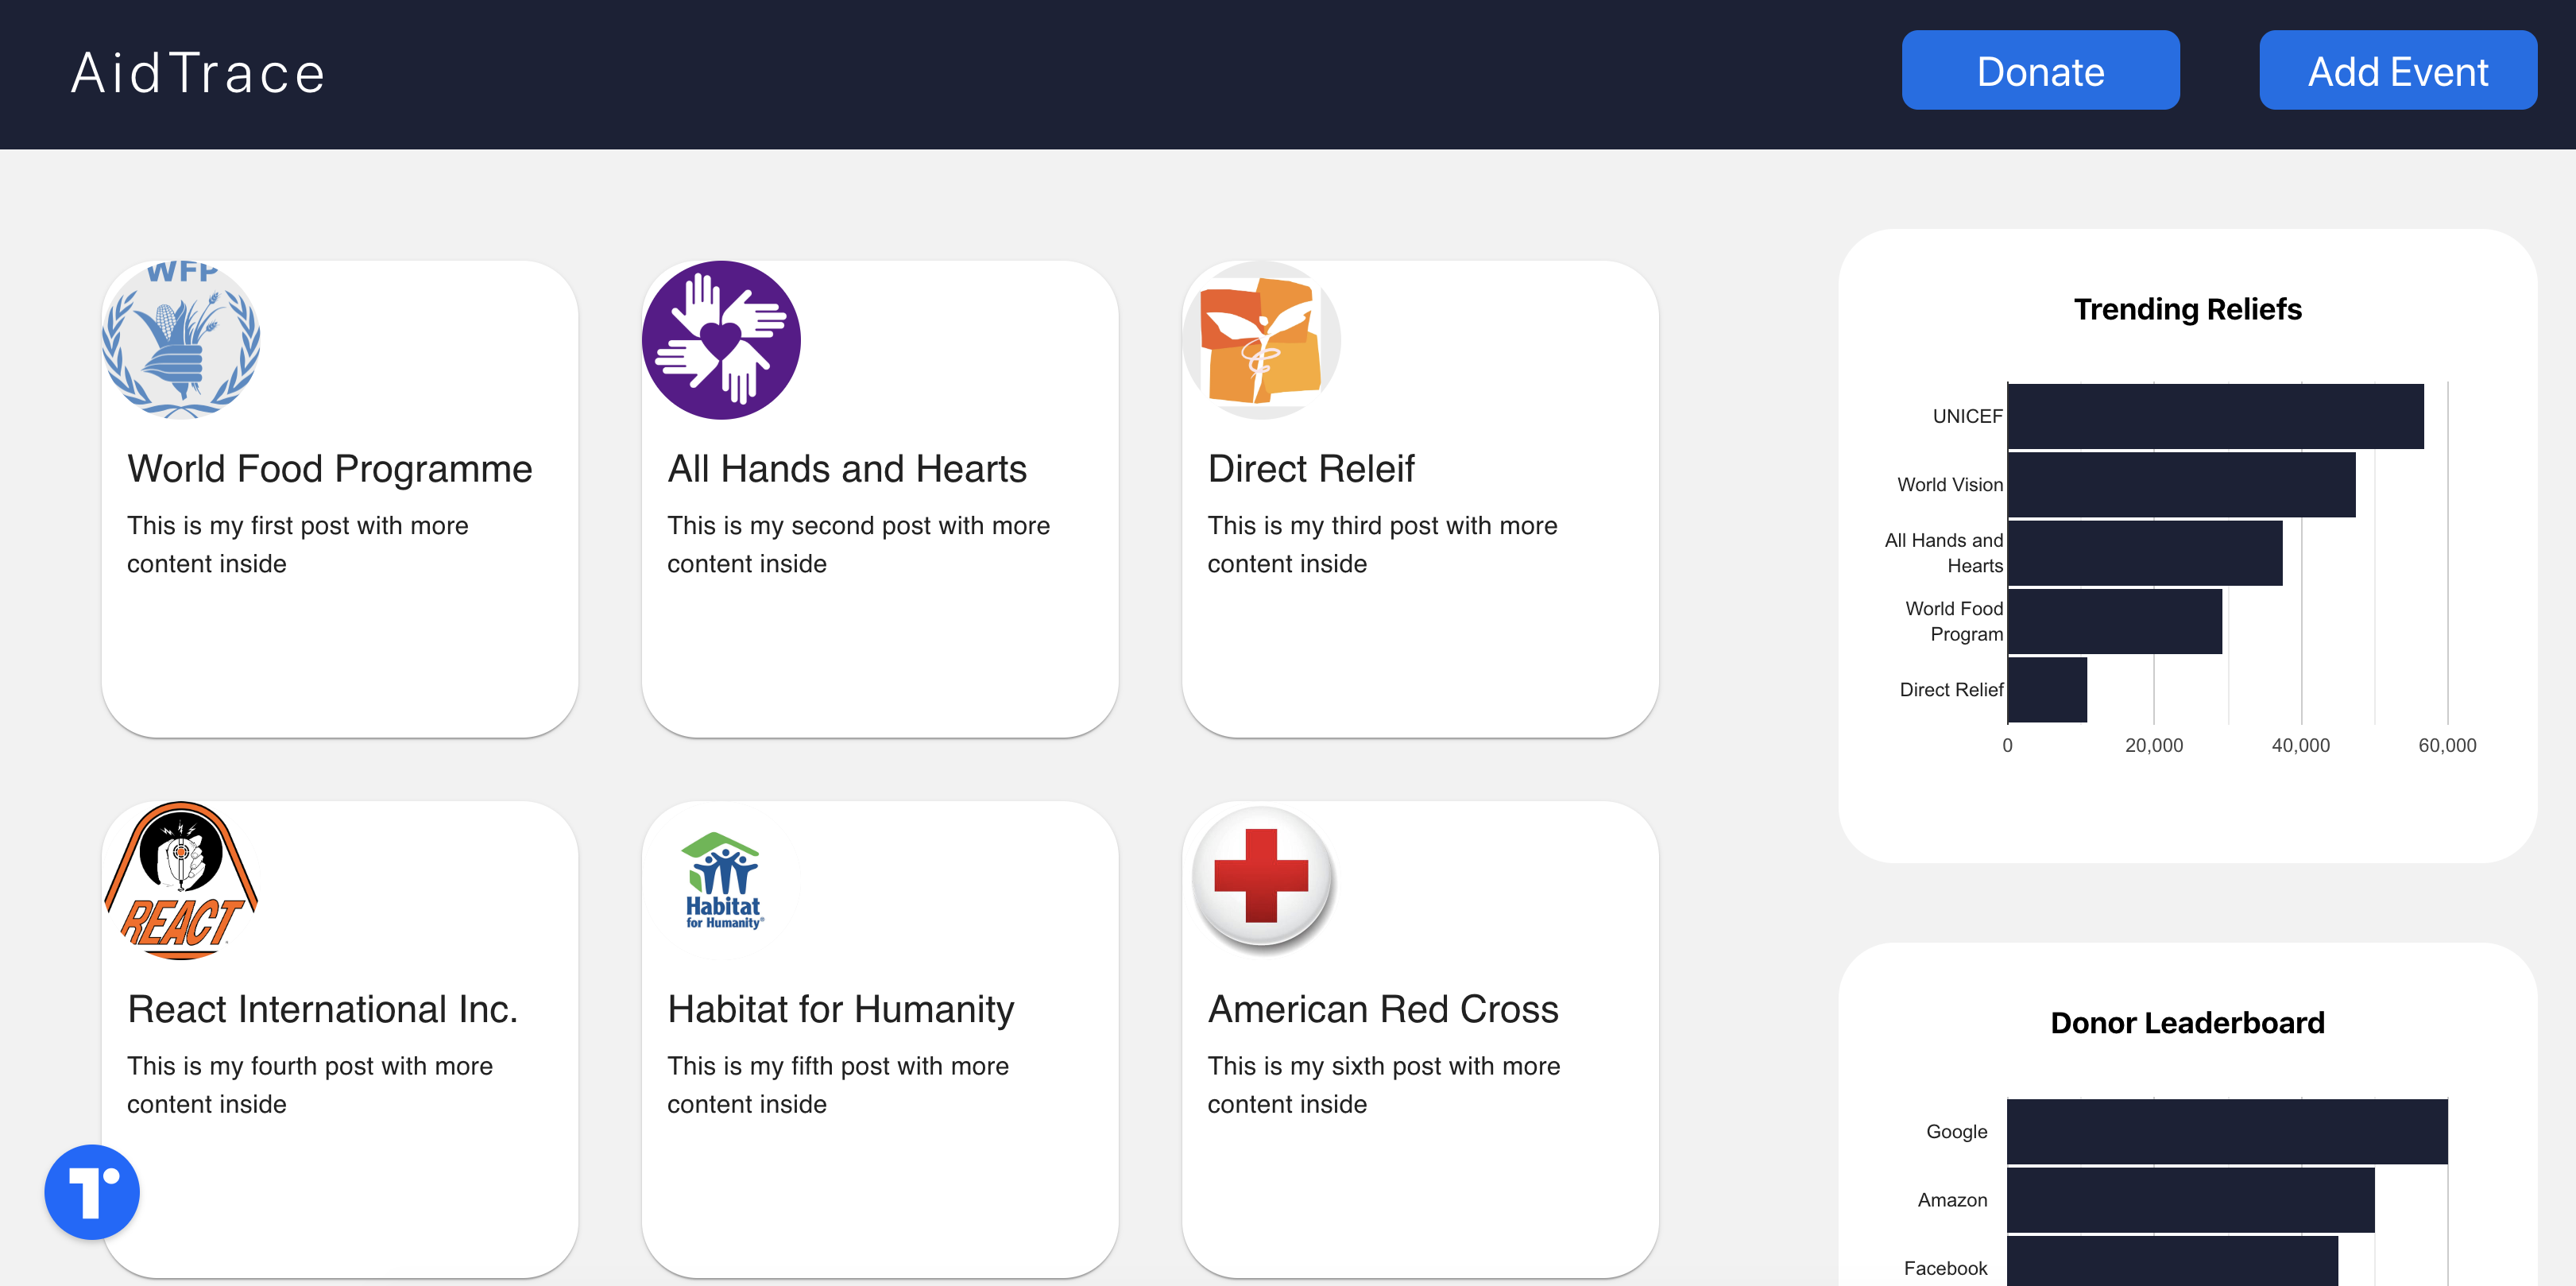 AidTrace
Donate
Add Event
WFP
World Food Programme
This is my first post with more
content inside
All Hands and Hearts
This is my second post with more
content inside
Direct Releif
This is my third post with more
content inside
REACT
React International Inc.
This is my fourth post with more
content inside
Habitat
for Humanity®
Habitat for Humanity
This is my fifth post with more
content inside
American Red Cross
This is my sixth post with more
content inside
T
Trending Reliefs
UNICEF
World Vision
All Hands and
Hearts
World Food
Program
Direct Relief
0 20,000 40,000 60,000
Donor Leaderboard
Google
Amazon
Facebook